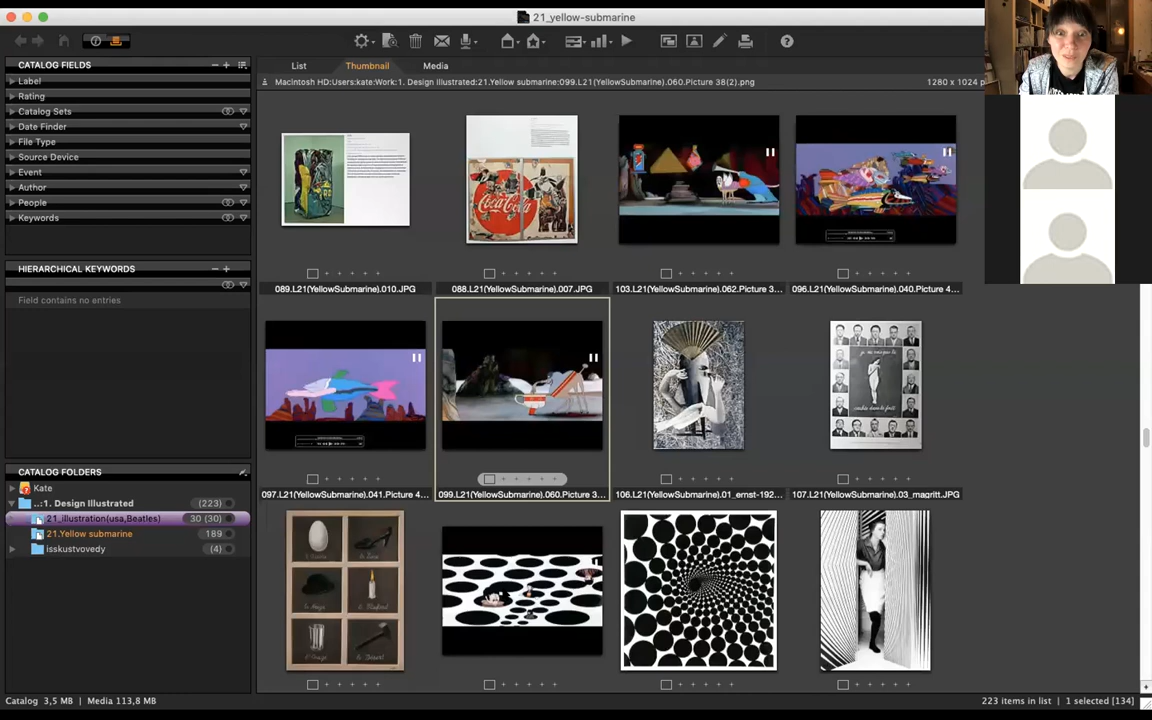 21_yellow-submarine
CATALOG FIELDS
Label
Rating
Catalog Sets
Date Finder
File Type
Source Device
Event
Author
People
Keywords
HIERARCHICAL KEYWORDS
Field contains no entries
CATALOG FOLDERS
Kate
..:1. Design Illustrated (223)
21_illustration(usa,Beatles) 30 (30)
21.Yellow submarine 189
isskustvovedy (4)
List Thumbnail Media
Macintosh HD:Users:kate:Work:1. Design Illustrated:21.Yellow submarine:099.L21(YellowSubmarine).060.Picture 38(2).png 1280 x 1024 p
Coca-Cola
089.L21(YellowSubmarine).010.JPG 088.L21(YellowSubmarine).007.JPG 103.L21(YellowSubmarine).062.Picture 3... 096.L21(YellowSubmarine).040.Picture 4...
097.L21(YellowSubmarine).041.Picture 4... 099.L21(YellowSubmarine).060.Picture 3... 106.L21(YellowSubmarine).01_ernst-192... 107.L21(YellowSubmarine).03_magritt.JPG
Catalog 3,5 MB | Media 113,8 MB 223 items in list | 1 selected [134]